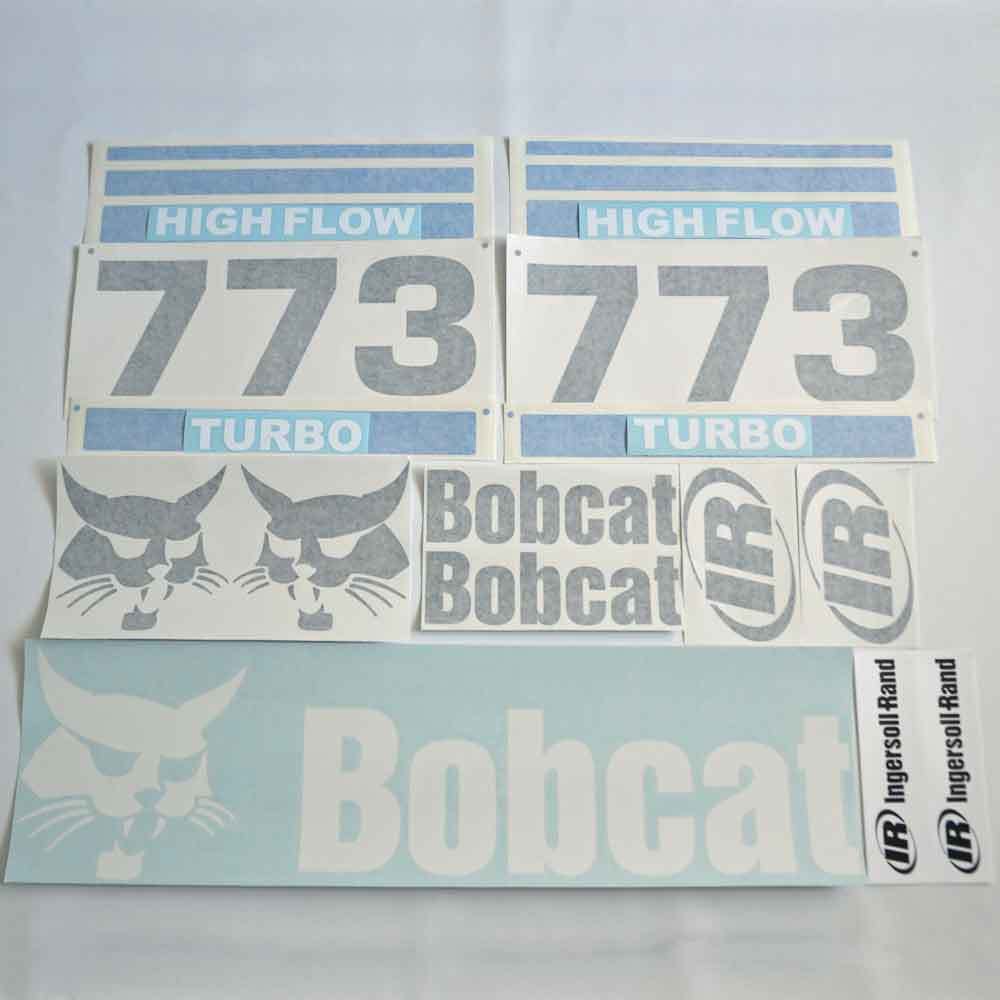 HIGH FLOW
HIGH FLOW
773
773
TURBO
TURBO
Bobcat
Bobcat
IR
IR
Bobcat
IR Ingersoll-Rand
IR Ingersoll-Rand